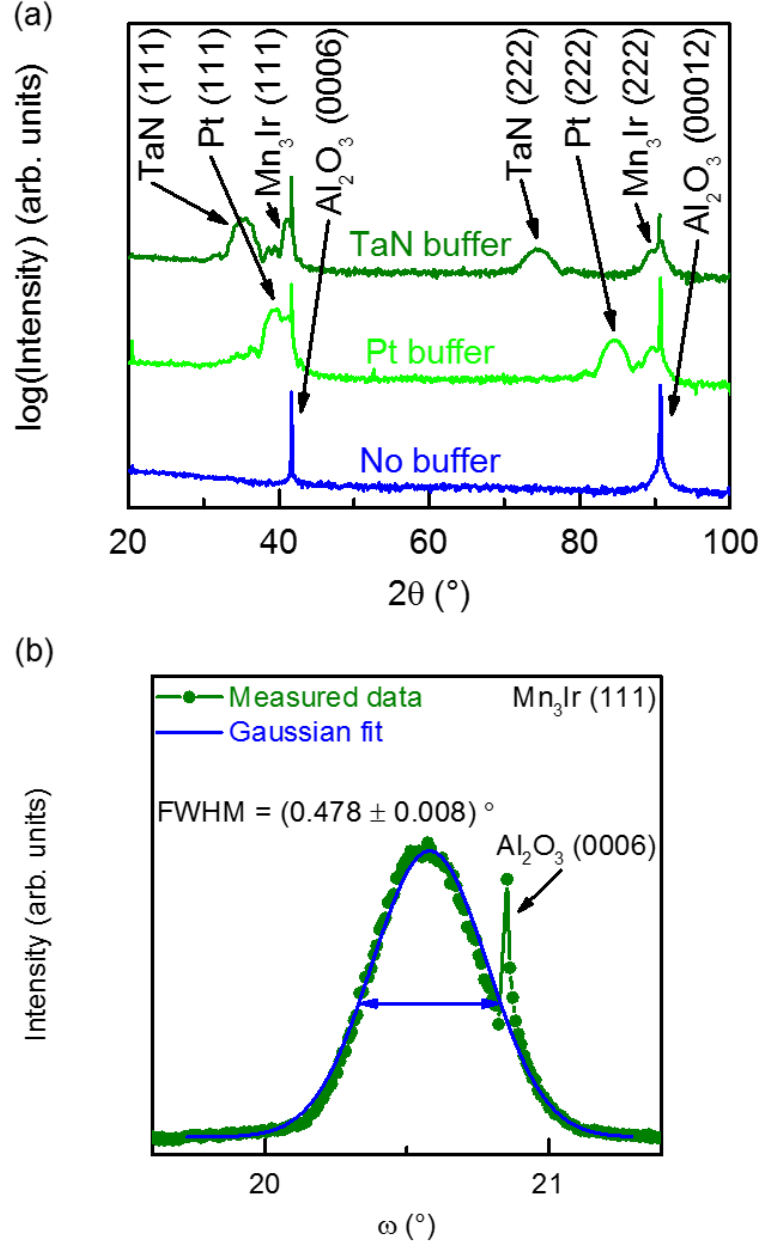 (a)
log(Intensity) (arb. units)
TaN (111)
Pt (111)
Mn₃Ir (111)
Al₂O₃ (0006)
TaN (222)
Pt (222)
Mn₃Ir (222)
Al₂O₃ (00012)
TaN buffer
Pt buffer
No buffer
20 40 60 80 100
2θ (°)
(b)
Intensity (arb. units)
Measured data
Mn₃Ir (111)
Gaussian fit
FWHM = (0.478 ± 0.008) °
Al₂O₃ (0006)
20 21
ω (°)